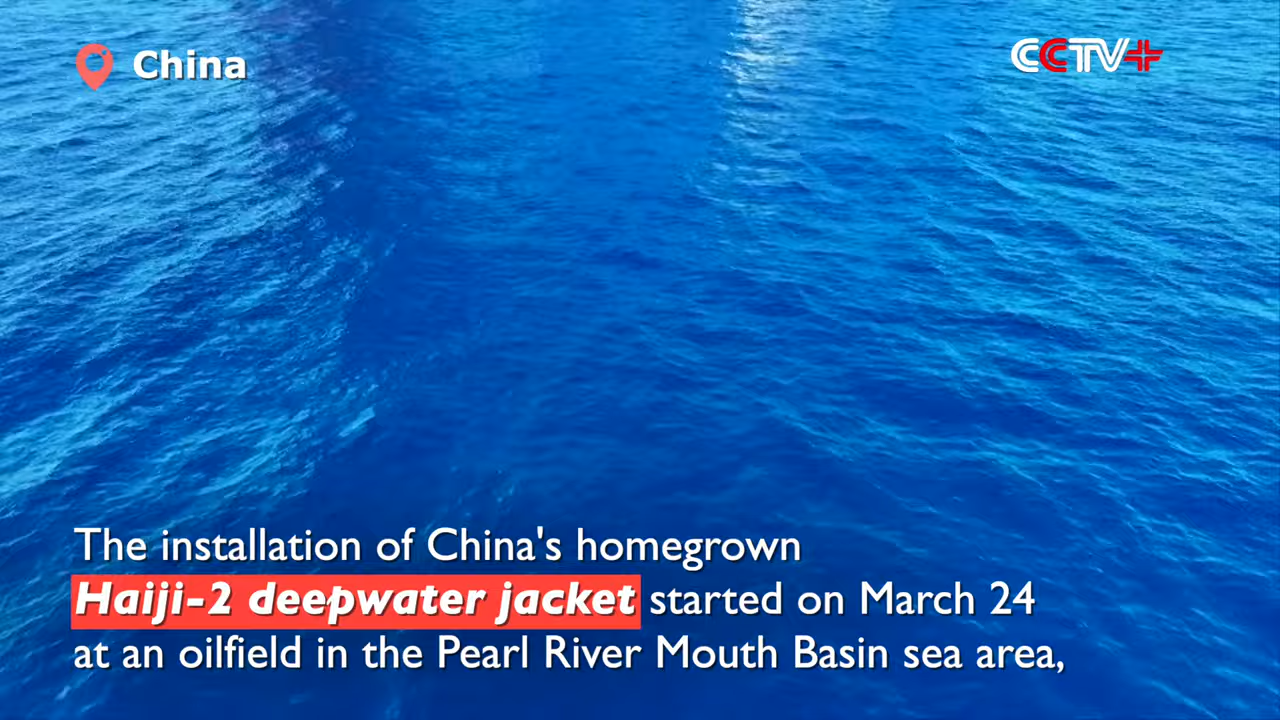 China
CCTV+
The installation of China's homegrown
Haiji-2 deepwater jacket started on March 24
at an oilfield in the Pearl River Mouth Basin sea area,